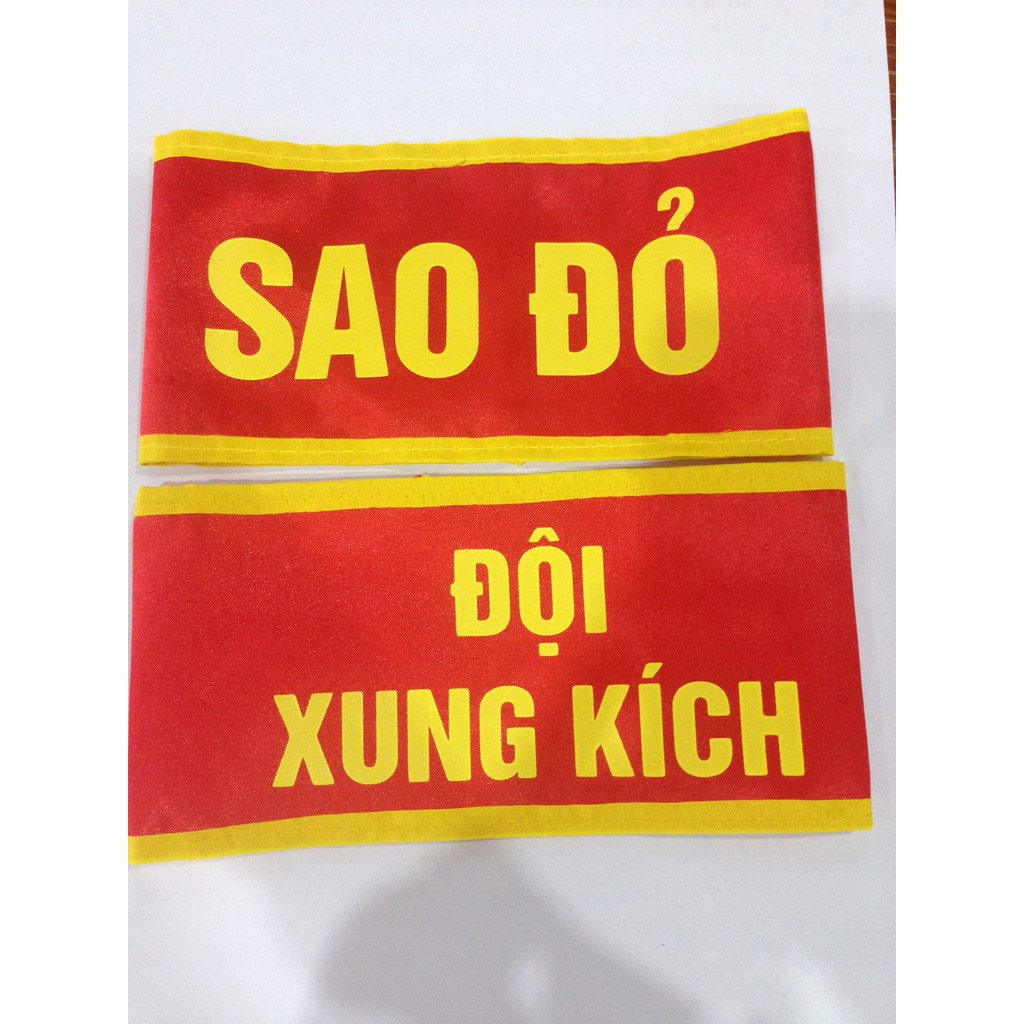 SAO ĐỎ
ĐỘI
XUNG KÍCH